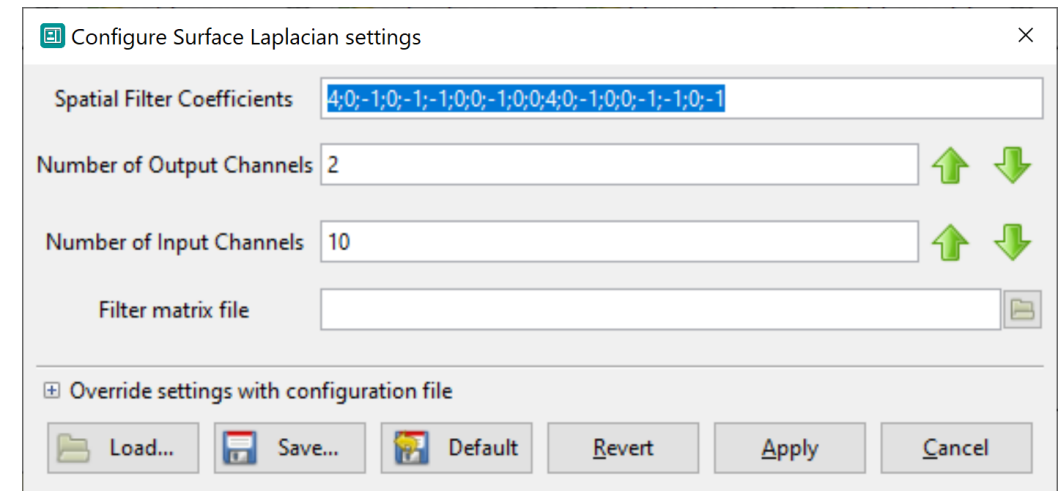 Configure Surface Laplacian settings
Spatial Filter Coefficients 4;0;-1;0;-1;-1;0;0;-1;0;0;4;0;-1;0;0;-1;-1;0;-1
Number of Output Channels 2
Number of Input Channels 10
Filter matrix file
Override settings with configuration file
Load... Save... Default Revert Apply Cancel